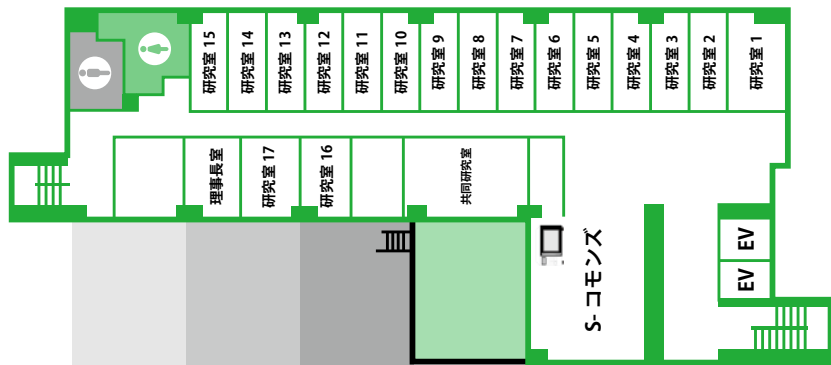 研究室 15
研究室 14
研究室 13
研究室 12
研究室 11
研究室 10
研究室 9
研究室 8
研究室 7
研究室 6
研究室 5
研究室 4
研究室 3
研究室 2
研究室 1
理事長室
研究室 17
研究室 16
共同研究室
S- コモンズ
EV
EV